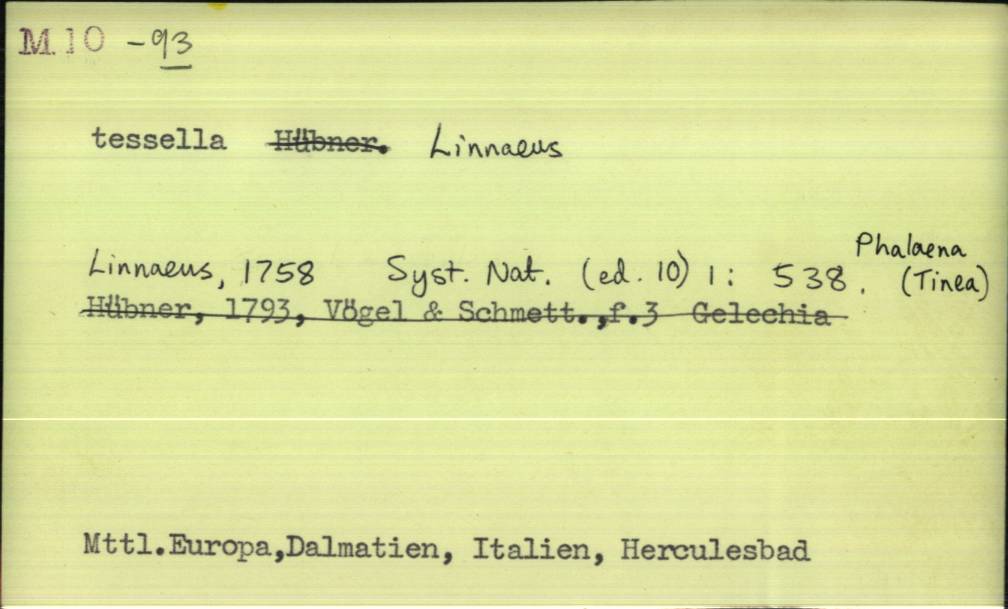 M.10 -93
tessella Hübner. Linnaeus
Linnaeus, 1758 Syst. Nat. (ed. 10) 1: 538. Phalaena (Tinea)
Hübner, 1793, Vögel & Schmett.,f.3 Gelechia
Mttl.Europa,Dalmatien, Italien, Herculesbad